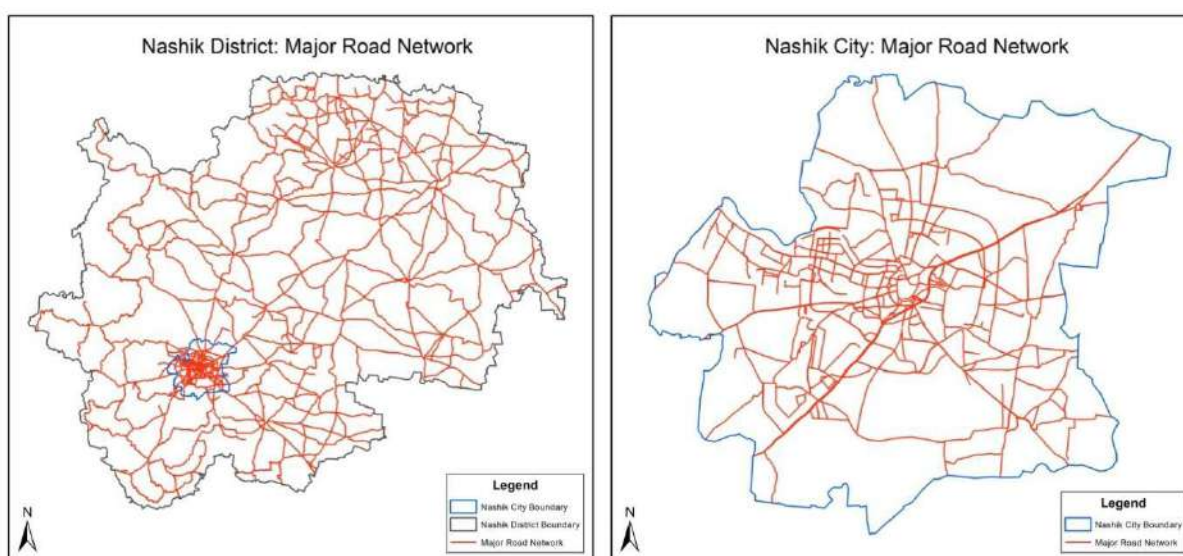 Nashik District: Major Road Network
N
Legend
Nashik City Boundary
Nashik District Boundary
Major Road Network
Nashik City: Major Road Network
N
Legend
Nashik City Boundary
Major Road Network